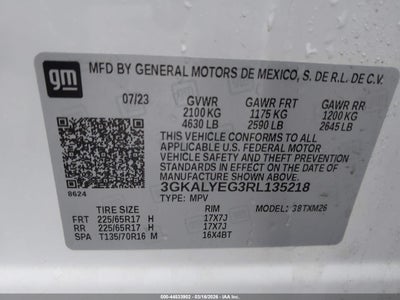 gm
MFD BY GENERAL MOTORS DE MEXICO, S. DE R.L. DE C.V.
07/23 GVWR GAWR FRT GAWR RR
2100 KG 1175 KG 1200 KG
4630 LB 2590 LB 2645 LB
THIS VEHICLE CONFORMS TO ALL
APPLICABLE U.S. FEDERAL MOTOR
VEHICLE SAFETY, BUMPER, AND THEFT
PREVENTION STANDARDS IN EFFECT ON
THE DATE OF MANUFACTURE SHOWN ABOVE.
3GKALYEG3RL135218
8624 TYPE: MPV MODEL: 3BTXM26
TIRE SIZE RIM
FRT 225/65R17 H 17X7J
RR 225/65R17 H 17X7J
SPA T135/70R16 M 16X4BT